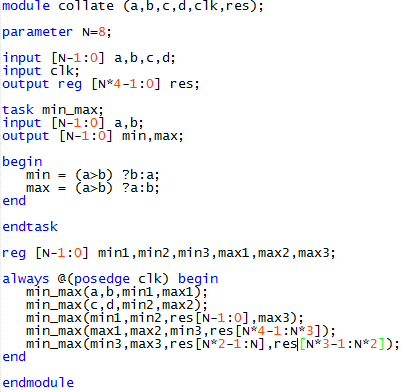 module collate (a,b,c,d,clk,res);
parameter N=8;
input [N-1:0] a,b,c,d;
input clk;
output reg [N*4-1:0] res;
task min_max;
input [N-1:0] a,b;
output [N-1:0] min,max;
begin
min = (a>b) ?b:a;
max = (a>b) ?a:b;
end
endtask
reg [N-1:0] min1,min2,min3,max1,max2,max3;
always @(posedge clk) begin
min_max(a,b,min1,max1);
min_max(c,d,min2,max2);
min_max(min1,min2,res[N-1:0],max3);
min_max(max1,max2,min3,res[N*4-1:N*3]);
min_max(min3,max3,res[N*2-1:N],res[N*3-1:N*2]);
end
endmodule